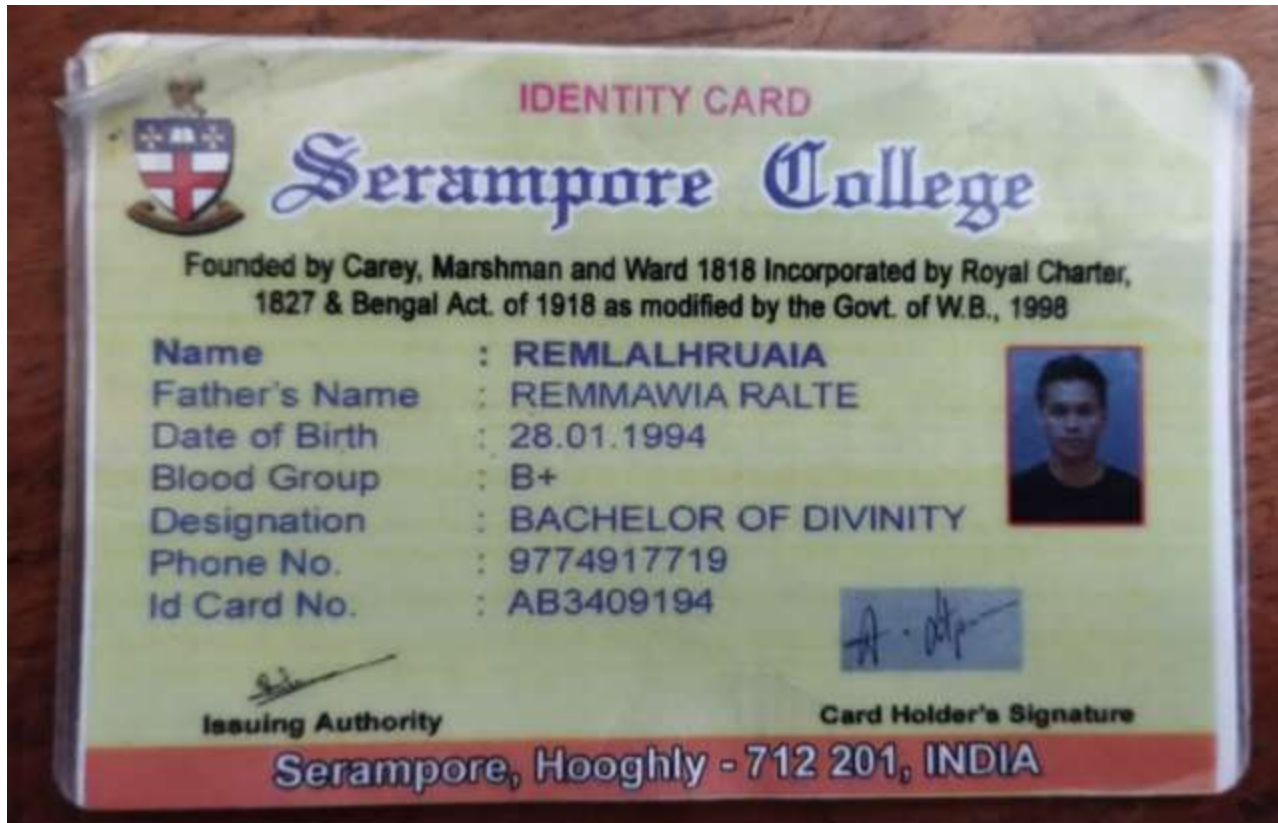 IDENTITY CARD
Serampore College
Founded by Carey, Marshman and Ward 1818 Incorporated by Royal Charter,
1827 & Bengal Act. of 1918 as modified by the Govt. of W.B., 1998
Name : REMLALHRUAIA
Father's Name : REMMAWIA RALTE
Date of Birth : 28.01.1994
Blood Group : B+
Designation : BACHELOR OF DIVINITY
Phone No. : 9774917719
Id Card No. : AB3409194
Issuing Authority
Card Holder's Signature
Serampore, Hooghly - 712 201, INDIA